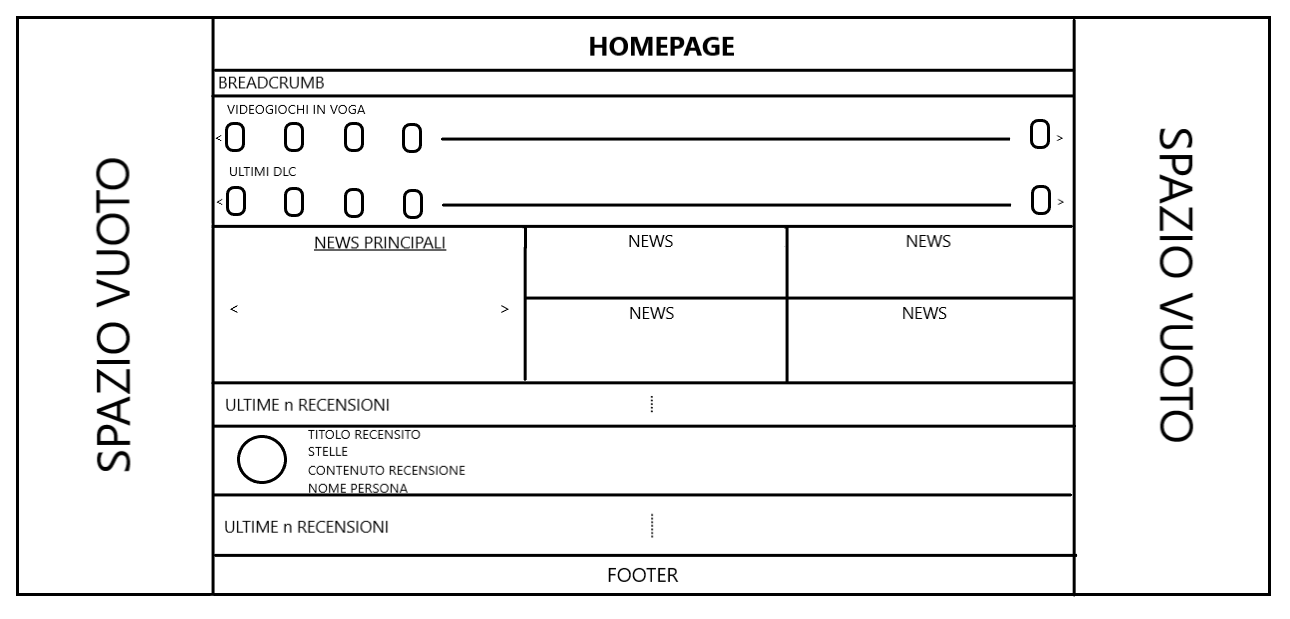 SPAZIO VUOTO
HOMEPAGE
BREADCRUMB
VIDEOGIOCHI IN VOGA
< >
ULTIMI DLC
< >
NEWS PRINCIPALI
< >
NEWS
NEWS
NEWS
NEWS
ULTIME n RECENSIONI
TITOLO RECENSITO
STELLE
CONTENUTO RECENSIONE
NOME PERSONA
ULTIME n RECENSIONI
FOOTER
SPAZIO VUOTO